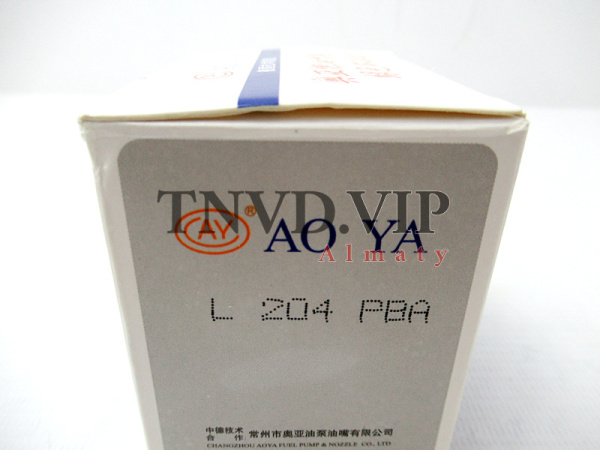 TNVD.VIP
AY ®
AO YA
Almaty
L 204 PBA
中德技术
合作:
常州市奥亚油泵油嘴有限公司
CHANGZHOU AOYA FUEL PUMP & NOZZLE CO., LTD